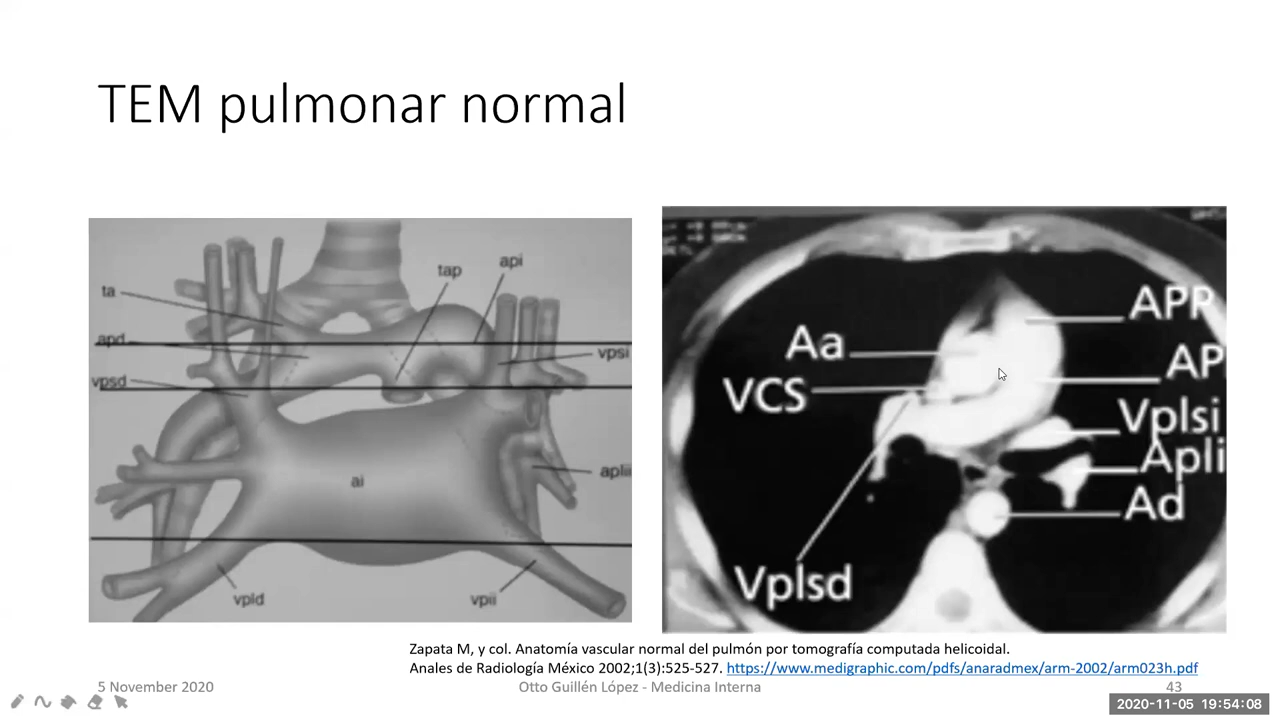 TEM pulmonar normal
ta
apd
vpsd
tap
api
vpsi
ai
aplii
vpld
vpii
Aa
VCS
Vplsd
AP
Vplsi
Apli
Ad
Zapata M, y col. Anatomía vascular normal del pulmón por tomografía computada helicoidal.
Anales de Radiología México 2002;1(3):525-527. https://www.medigraphic.com/pdfs/anaradmex/arm-2002/arm023h.pdf
5 November 2020
Otto Guillén López - Medicina Interna
43
2020-11-05 19:54:08